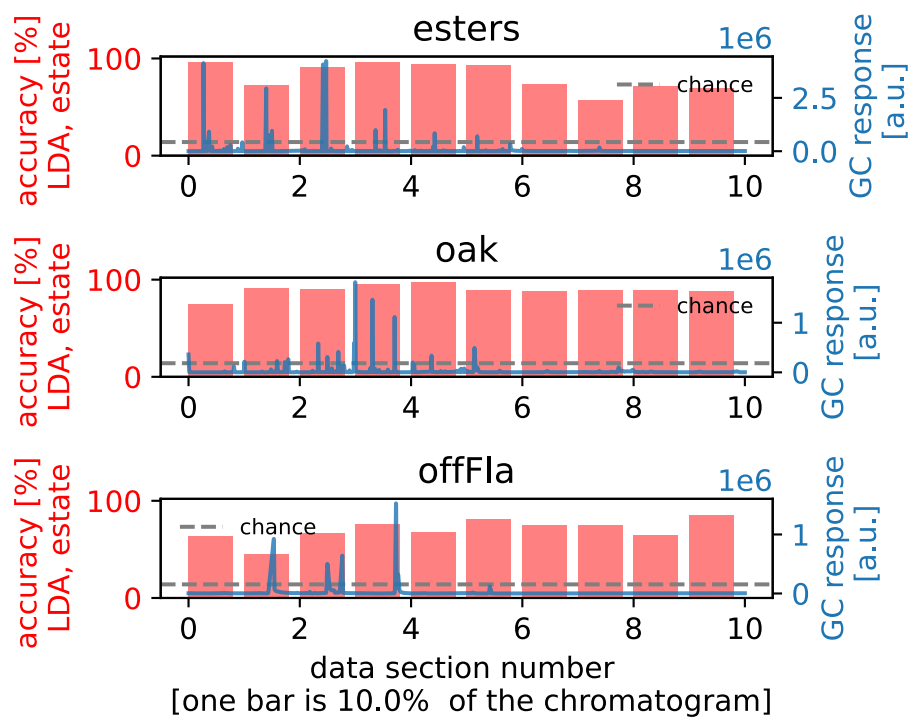 esters
1e6
accuracy [%]
LDA, estate
100
0
chance
2.5
0.0
GC response
[a.u.]
0 2 4 6 8 10
oak
1e6
accuracy [%]
LDA, estate
100
0
chance
1
0
GC response
[a.u.]
0 2 4 6 8 10
offFla
1e6
accuracy [%]
LDA, estate
100
0
chance
1
0
GC response
[a.u.]
0 2 4 6 8 10
data section number
[one bar is 10.0% of the chromatogram]